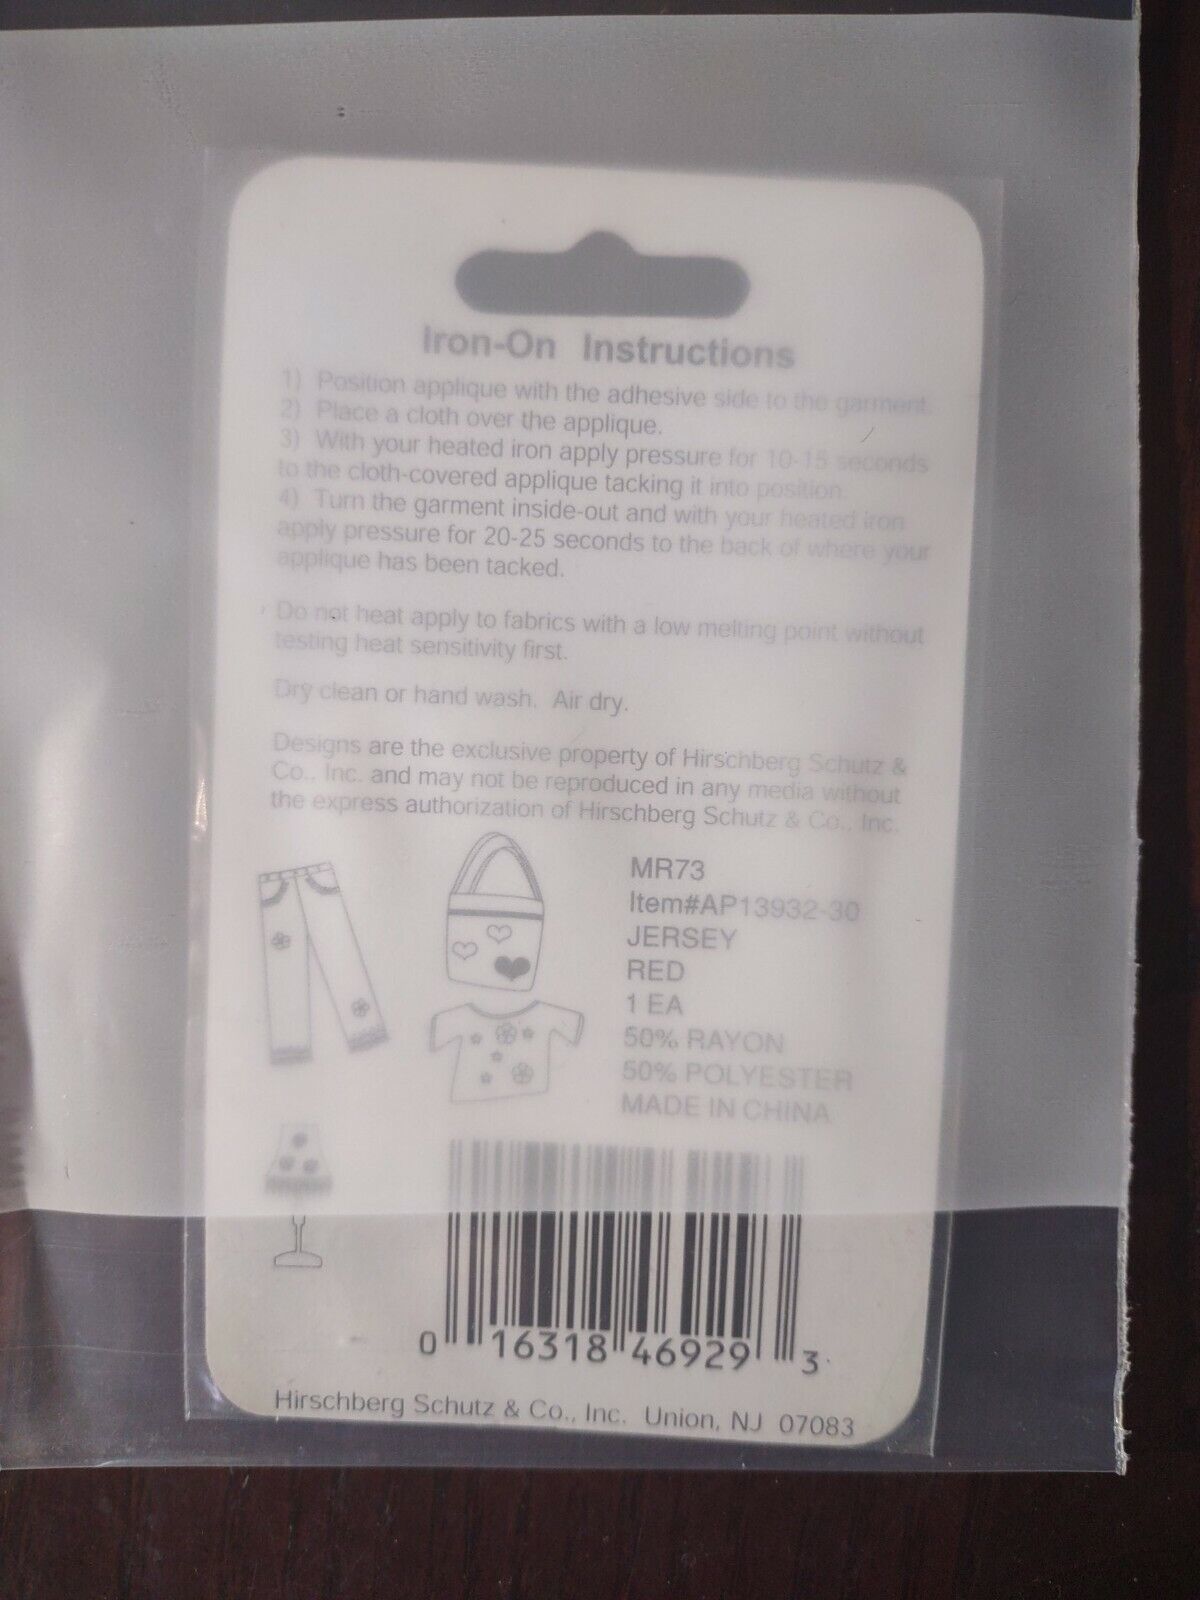 Iron-On Instructions
1) Position applique with the adhesive side to the garment.
2) Place a cloth over the applique.
3) With your heated iron apply pressure for 10-15 seconds
to the cloth-covered applique tacking it into position.
4) Turn the garment inside-out and with your heated iron
apply pressure for 20-25 seconds to the back of where your
applique has been tacked.
Do not heat apply to fabrics with a low melting point without
testing heat sensitivity first.
Dry clean or hand wash. Air dry.
Designs are the exclusive property of Hirschberg Schutz &
Co., Inc. and may not be reproduced in any media without
the express authorization of Hirschberg Schutz & Co., Inc.
MR73
Item#AP13932-30
JERSEY
RED
1 EA
50% RAYON
50% POLYESTER
MADE IN CHINA
0 16318 46929 3
Hirschberg Schutz & Co., Inc. Union, NJ 07083